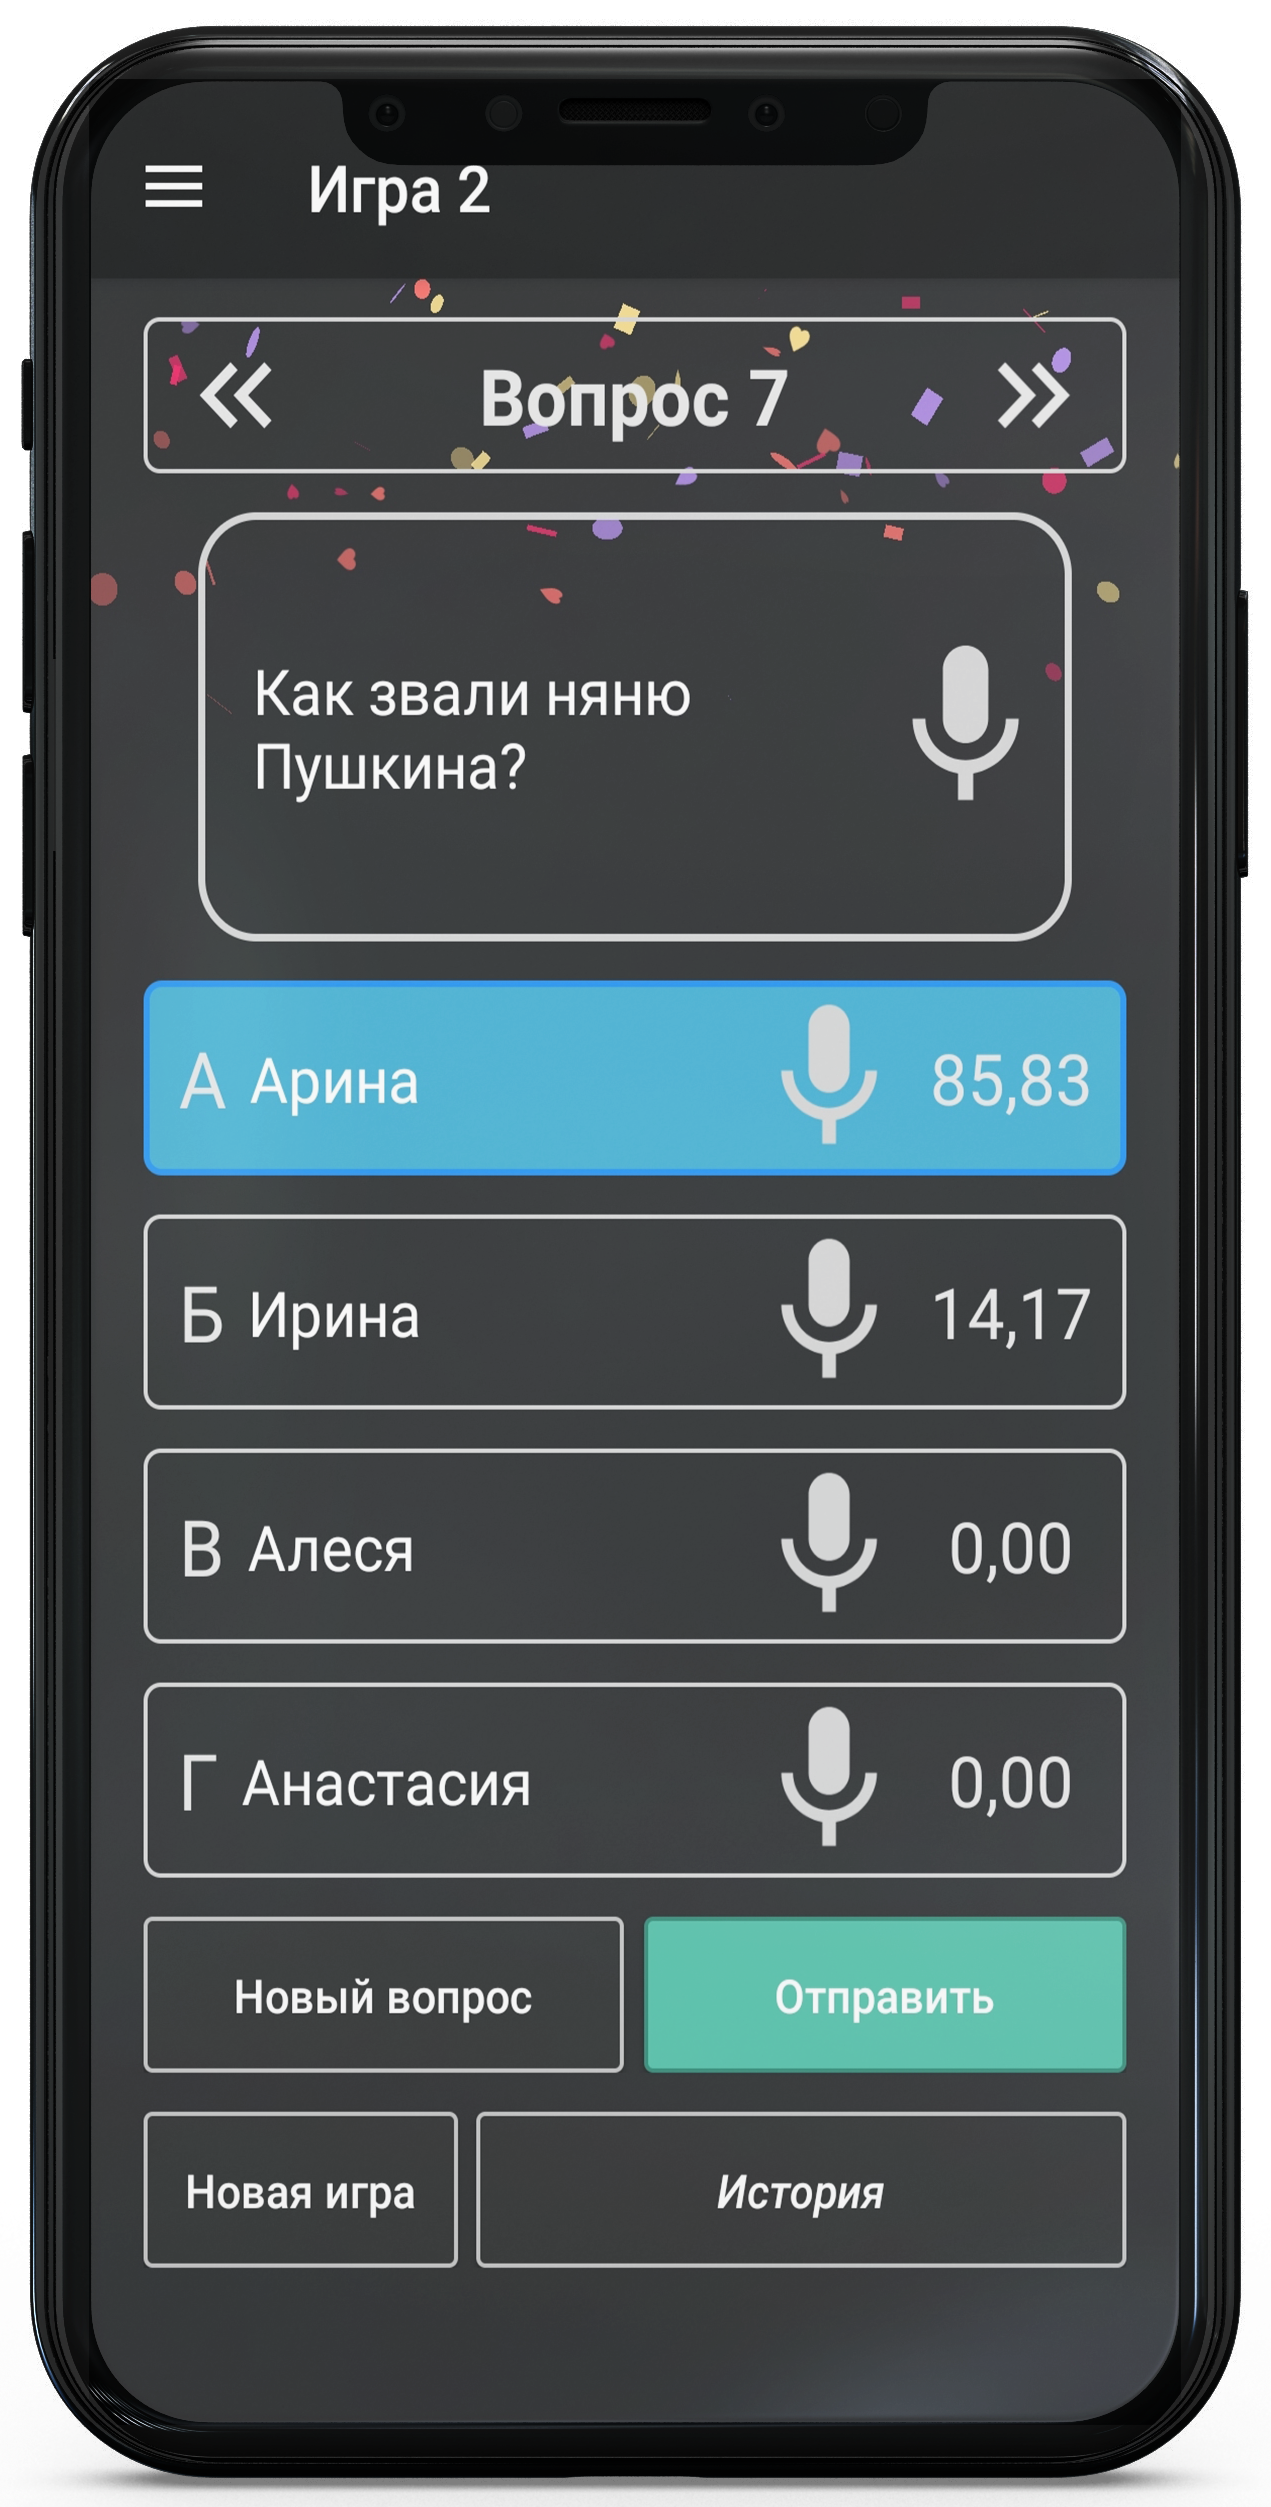 Игра 2
Вопрос 7
Как звали няню
Пушкина?
А Арина 85,83
Б Ирина 14,17
В Алеся 0,00
Г Анастасия 0,00
Новый вопрос Отправить
Новая игра История